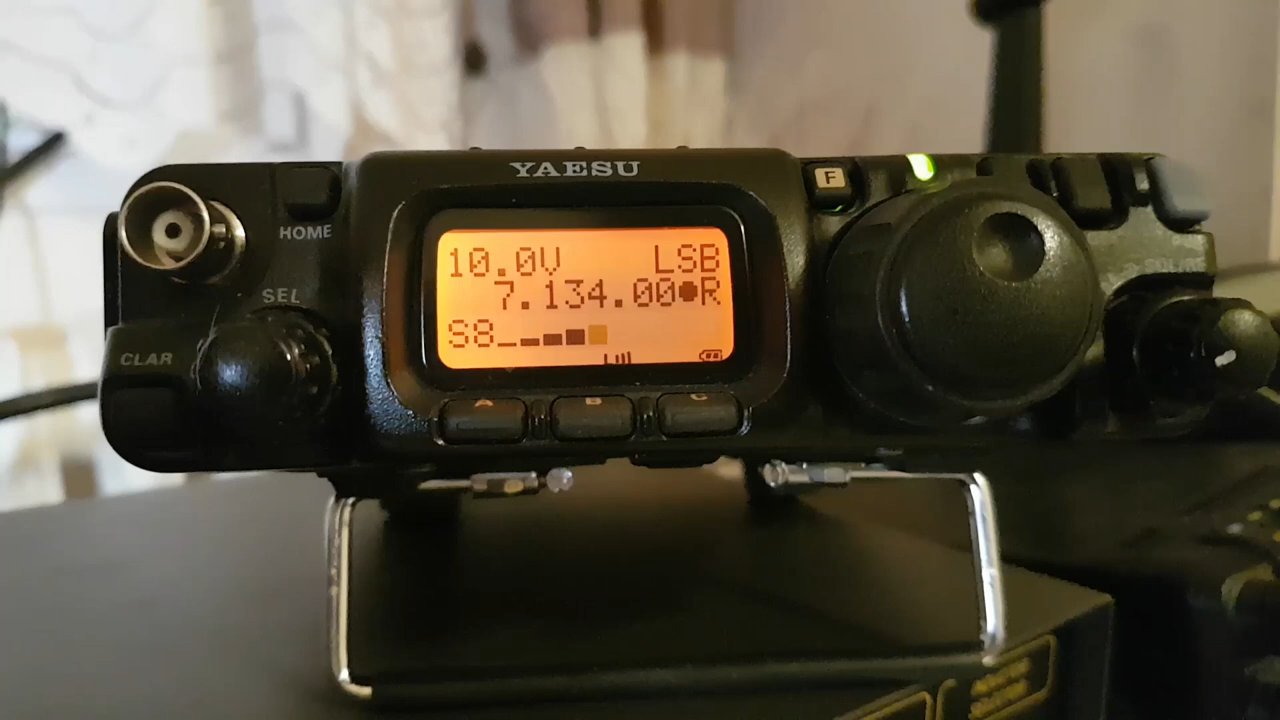 YAESU
F
HOME
SEL
CLAR
10.0V LSB
7.134.00●R
S8
A B C